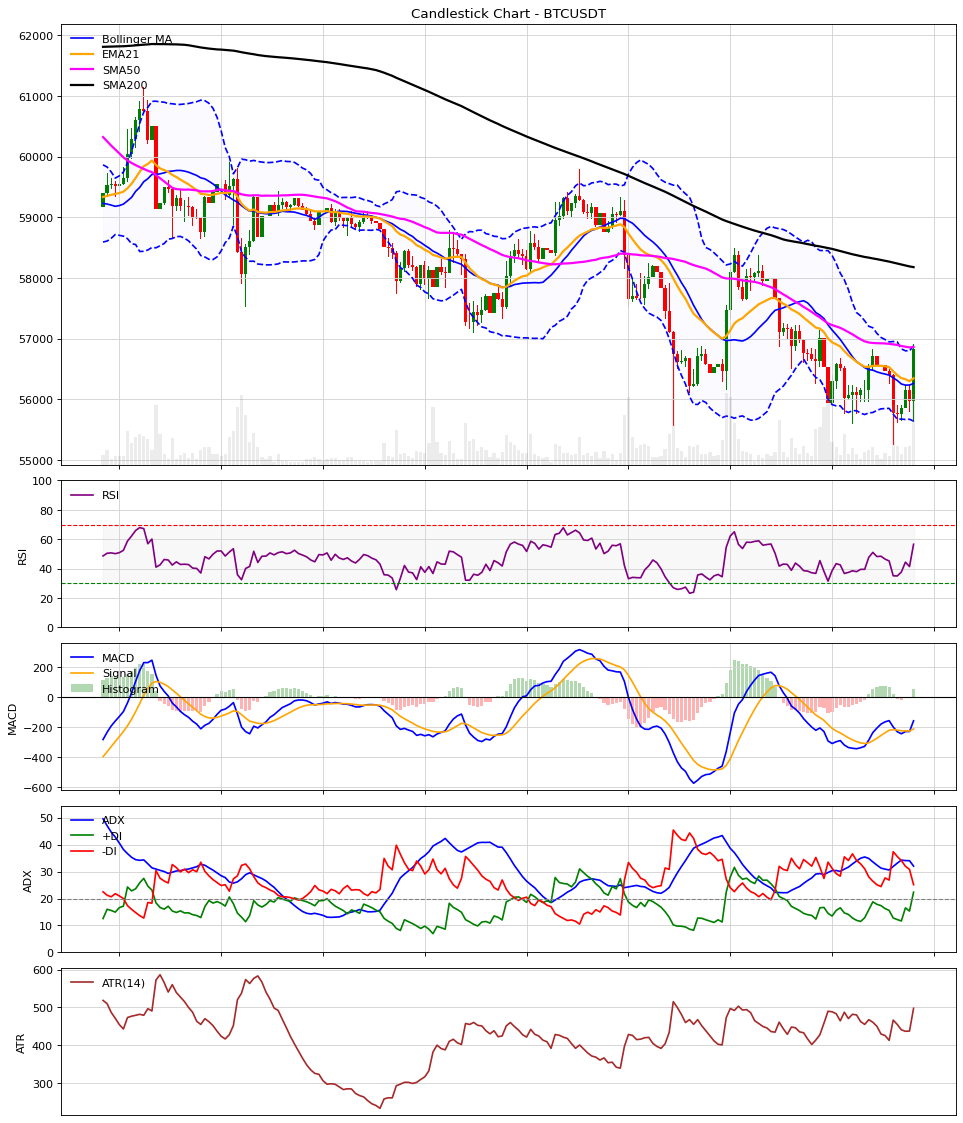 Candlestick Chart - BTCUSDT
62000
61000
60000
59000
58000
57000
56000
55000
Bollinger MA
EMA21
SMA50
SMA200
100
80
60
40
20
0
RSI
RSI
200
0
−200
−400
−600
MACD
MACD
Signal
Histogram
50
40
30
20
10
0
ADX
ADX
+DI
-DI
600
500
400
300
ATR
ATR(14)